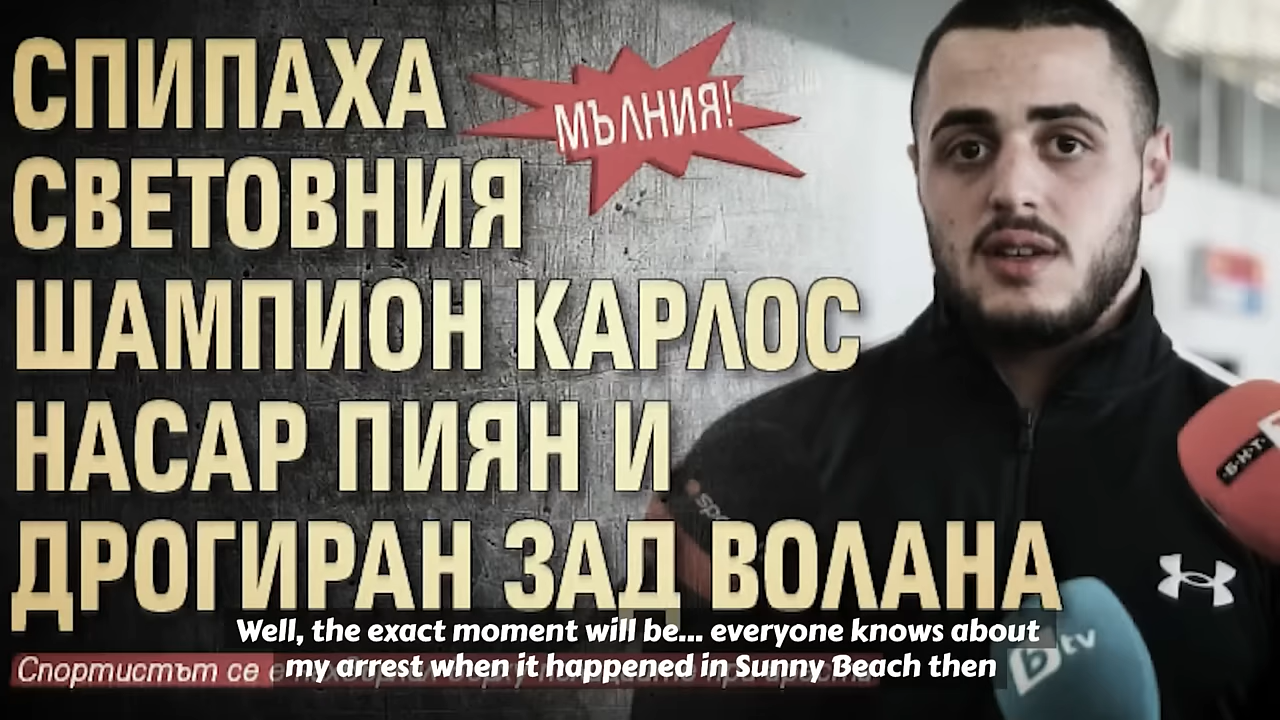 СПИПАХА
МЪЛНИЯ!
СВЕТОВНИЯ
ШАМПИОН КАРЛОС
НАСАР ПИЯН И
ДРОГИРАН ЗАД ВОЛАНА
Well, the exact moment will be... everyone knows about
my arrest when it happened in Sunny Beach then
Спортистът се
Б·Н·Т
btv